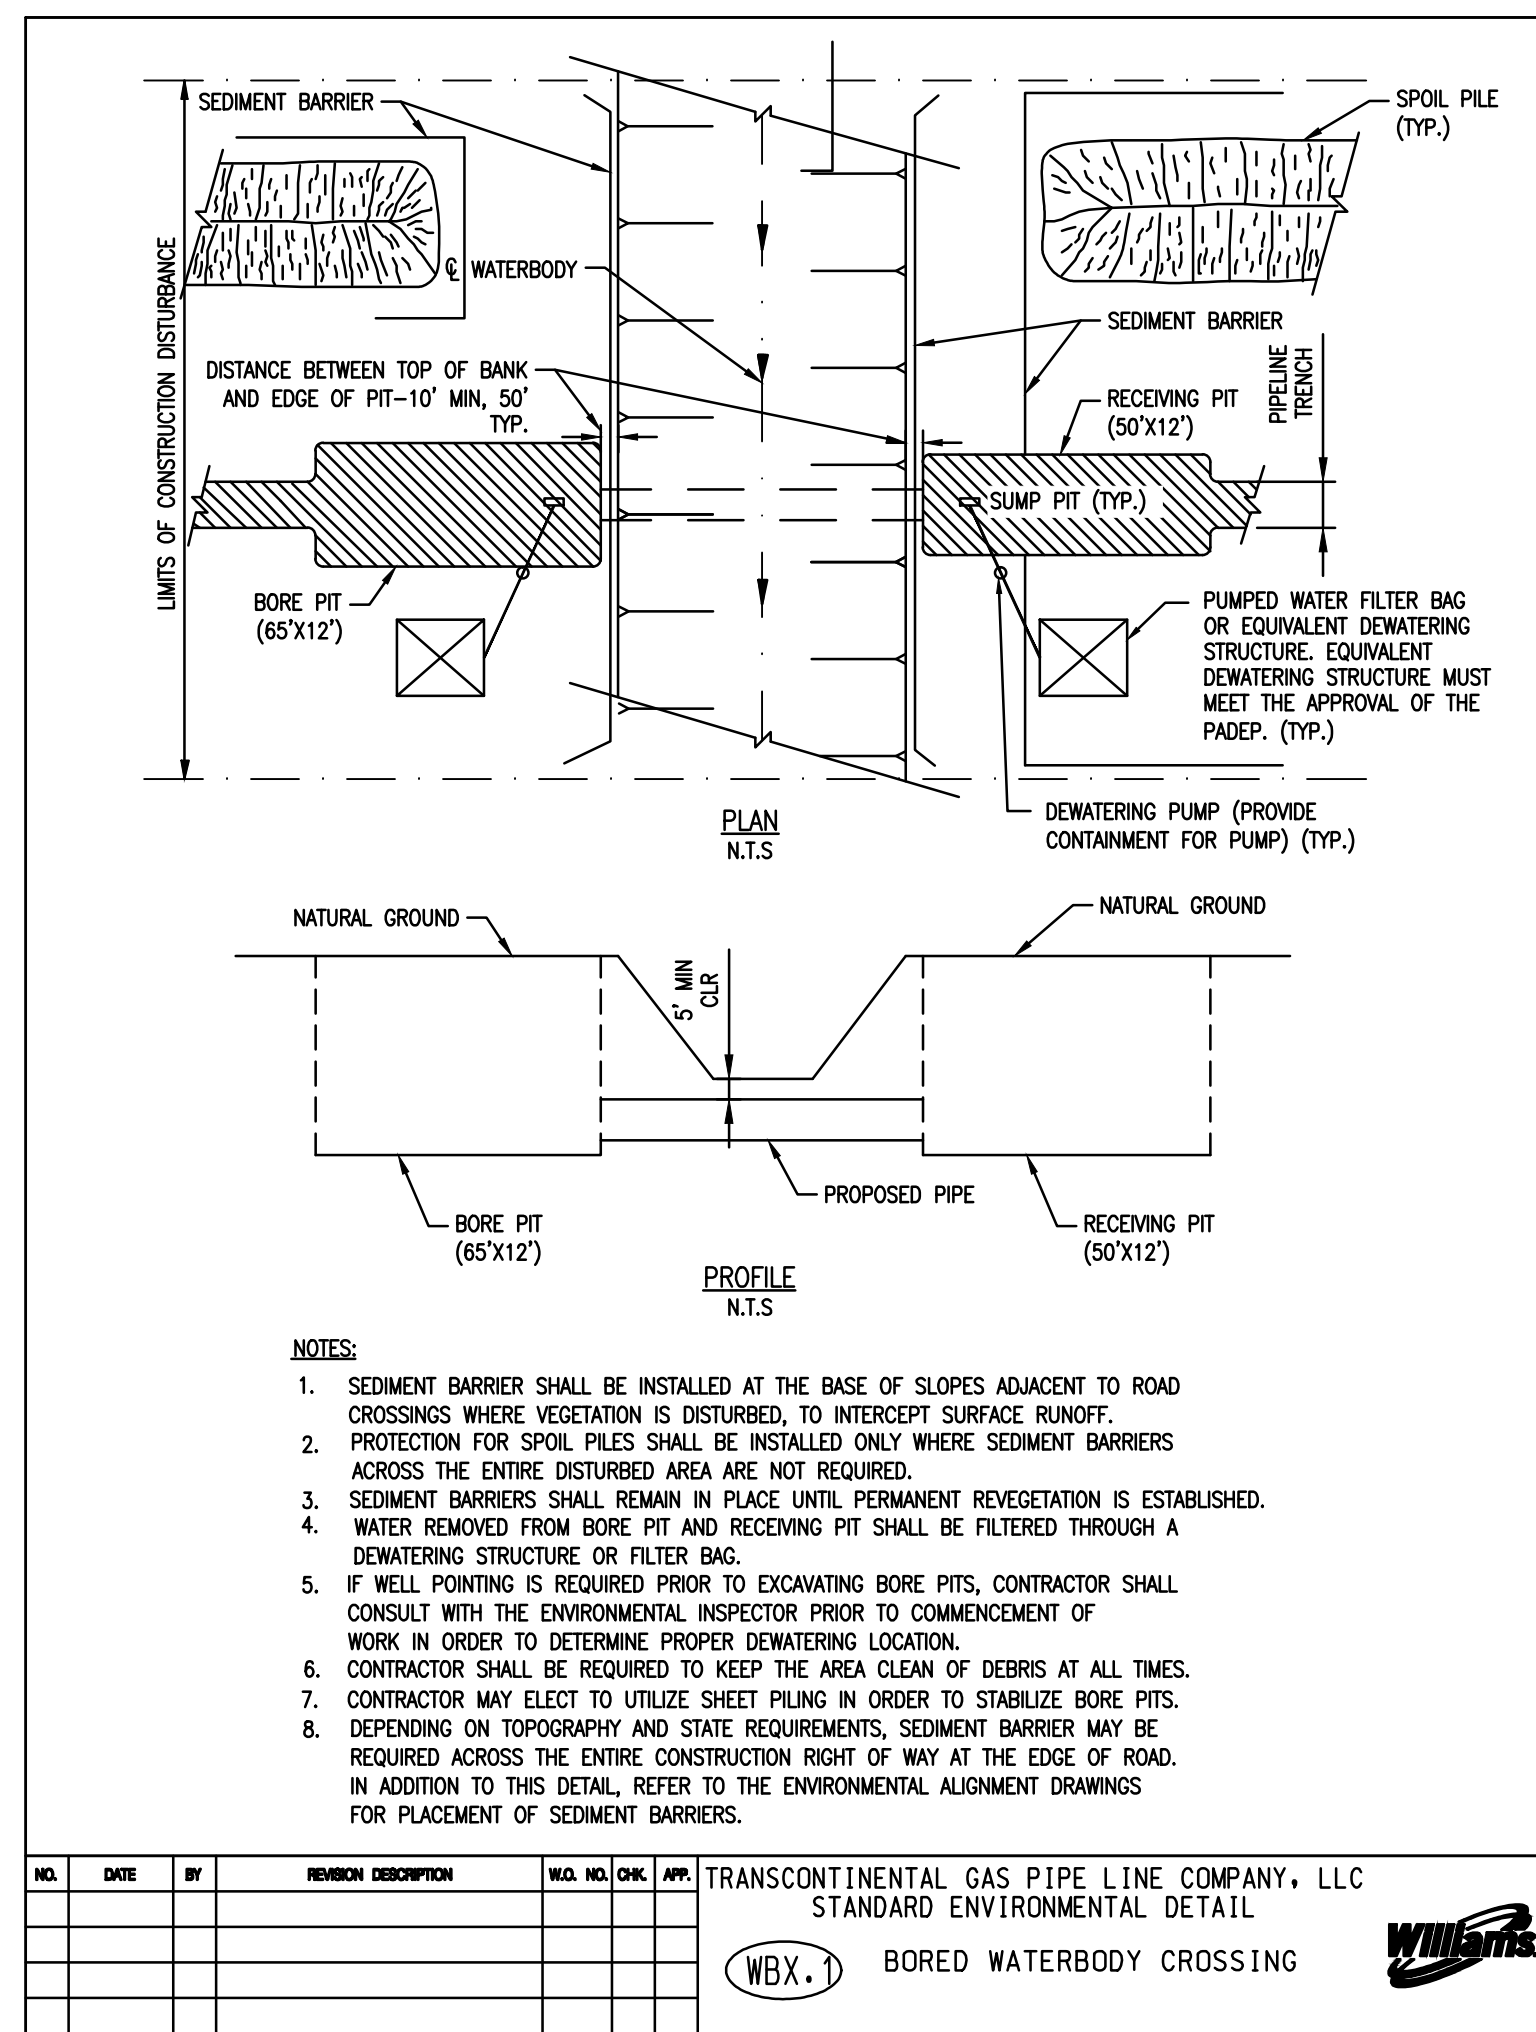 SEDIMENT BARRIER
SPOIL PILE
(TYP.)
LIMITS OF CONSTRUCTION DISTURBANCE
℄ WATERBODY
SEDIMENT BARRIER
DISTANCE BETWEEN TOP OF BANK
AND EDGE OF PIT-10' MIN, 50'
TYP.
RECEIVING PIT
(50'X12')
PIPELINE
TRENCH
SUMP PIT (TYP.)
BORE PIT
(65'X12')
PUMPED WATER FILTER BAG
OR EQUIVALENT DEWATERING
STRUCTURE. EQUIVALENT
DEWATERING STRUCTURE MUST
MEET THE APPROVAL OF THE
PADEP. (TYP.)
DEWATERING PUMP (PROVIDE
CONTAINMENT FOR PUMP) (TYP.)
PLAN
N.T.S
NATURAL GROUND
NATURAL GROUND
5' MIN
CLR
PROPOSED PIPE
BORE PIT
(65'X12')
RECEIVING PIT
(50'X12')
PROFILE
N.T.S
NOTES:
1. SEDIMENT BARRIER SHALL BE INSTALLED AT THE BASE OF SLOPES ADJACENT TO ROAD
CROSSINGS WHERE VEGETATION IS DISTURBED, TO INTERCEPT SURFACE RUNOFF.
2. PROTECTION FOR SPOIL PILES SHALL BE INSTALLED ONLY WHERE SEDIMENT BARRIERS
ACROSS THE ENTIRE DISTURBED AREA ARE NOT REQUIRED.
3. SEDIMENT BARRIERS SHALL REMAIN IN PLACE UNTIL PERMANENT REVEGETATION IS ESTABLISHED.
4. WATER REMOVED FROM BORE PIT AND RECEIVING PIT SHALL BE FILTERED THROUGH A
DEWATERING STRUCTURE OR FILTER BAG.
5. IF WELL POINTING IS REQUIRED PRIOR TO EXCAVATING BORE PITS, CONTRACTOR SHALL
CONSULT WITH THE ENVIRONMENTAL INSPECTOR PRIOR TO COMMENCEMENT OF
WORK IN ORDER TO DETERMINE PROPER DEWATERING LOCATION.
6. CONTRACTOR SHALL BE REQUIRED TO KEEP THE AREA CLEAN OF DEBRIS AT ALL TIMES.
7. CONTRACTOR MAY ELECT TO UTILIZE SHEET PILING IN ORDER TO STABILIZE BORE PITS.
8. DEPENDING ON TOPOGRAPHY AND STATE REQUIREMENTS, SEDIMENT BARRIER MAY BE
REQUIRED ACROSS THE ENTIRE CONSTRUCTION RIGHT OF WAY AT THE EDGE OF ROAD.
IN ADDITION TO THIS DETAIL, REFER TO THE ENVIRONMENTAL ALIGNMENT DRAWINGS
FOR PLACEMENT OF SEDIMENT BARRIERS.
NO. DATE BY REVISION DESCRIPTION W.O. NO. CHK. APP.
TRANSCONTINENTAL GAS PIPE LINE COMPANY, LLC
STANDARD ENVIRONMENTAL DETAIL
WBX.1 BORED WATERBODY CROSSING
Williams